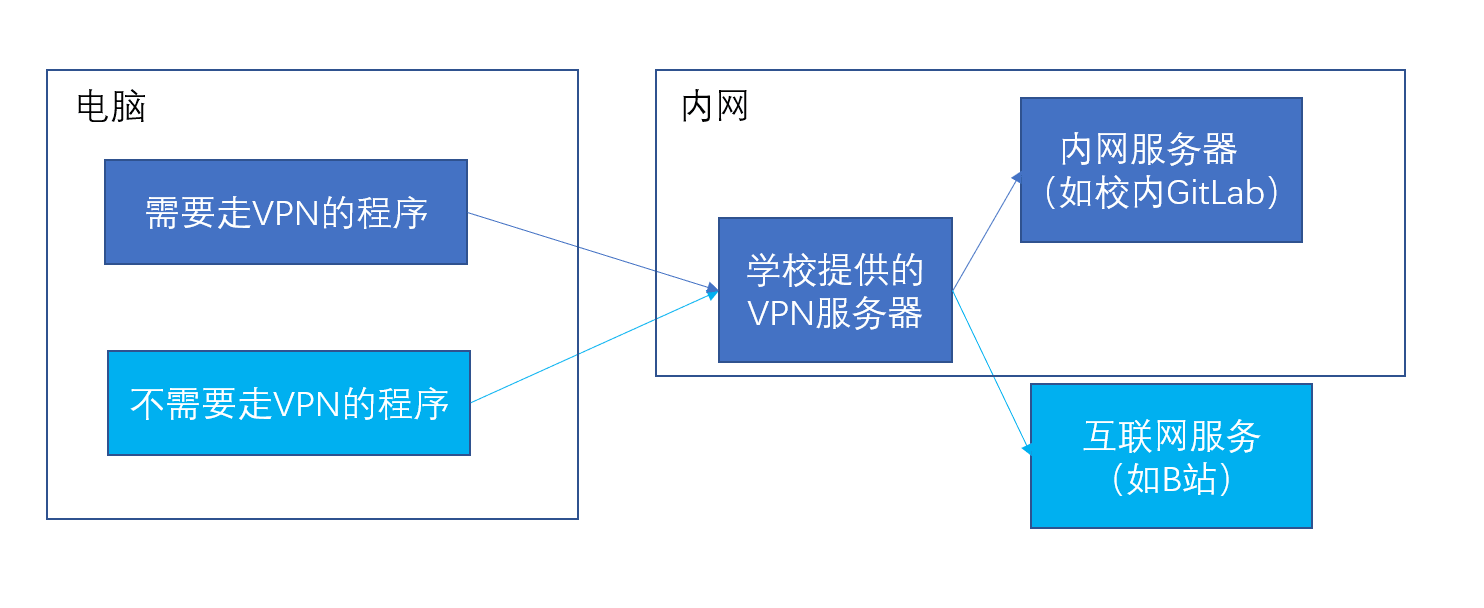 电脑
需要走VPN的程序
不需要走VPN的程序
内网
学校提供的
VPN服务器
内网服务器
（如校内GitLab）
互联网服务
（如B站）